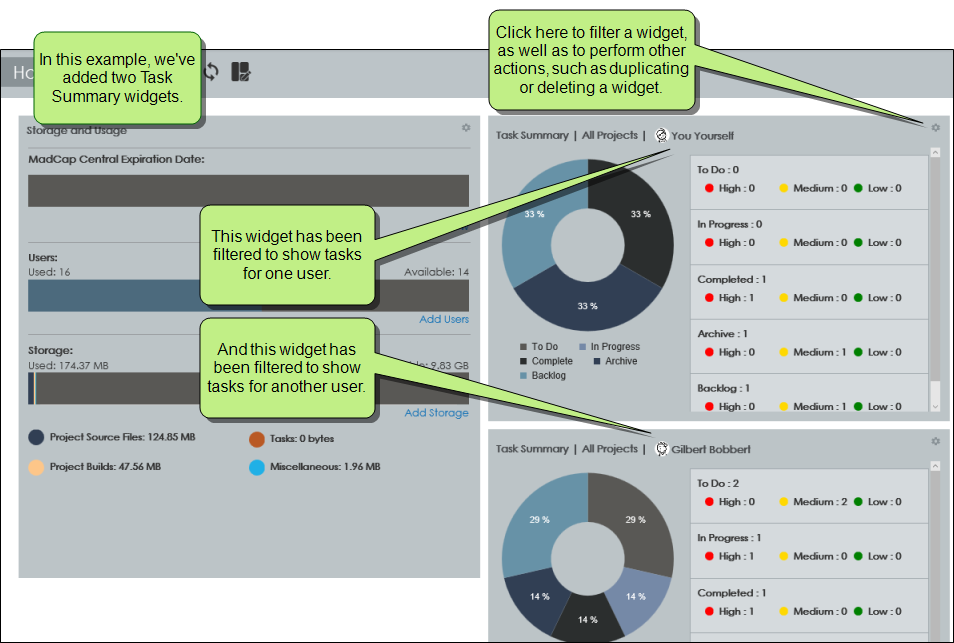 In this example, we've
added two Task
Summary widgets.
Click here to filter a widget,
as well as to perform other
actions, such as duplicating
or deleting a widget.
Storage and Usage
MadCap Central Expiration Date:
This widget has been
filtered to show tasks
for one user.
Users:
Used: 16
Available: 14
Add Users
And this widget has
been filtered to show
tasks for another user.
Storage:
Used: 174.37 MB
9.83 GB
Add Storage
Project Source Files: 124.85 MB
Tasks: 0 bytes
Project Builds: 47.56 MB
Miscellaneous: 1.96 MB
Task Summary | All Projects | You Yourself
33 %
33 %
33 %
To Do
In Progress
Complete
Archive
Backlog
To Do : 0
High : 0 Medium : 0 Low : 0
In Progress : 0
High : 0 Medium : 0 Low : 0
Completed : 1
High : 1 Medium : 0 Low : 0
Archive : 1
High : 0 Medium : 1 Low : 0
Backlog : 1
High : 0 Medium : 1 Low : 0
Task Summary | All Projects | Gilbert Bobbert
29 %
29 %
14 %
14 %
14 %
To Do : 2
High : 0 Medium : 2 Low : 0
In Progress : 1
High : 1 Medium : 0 Low : 0
Completed : 1
High : 1 Medium : 0 Low : 0